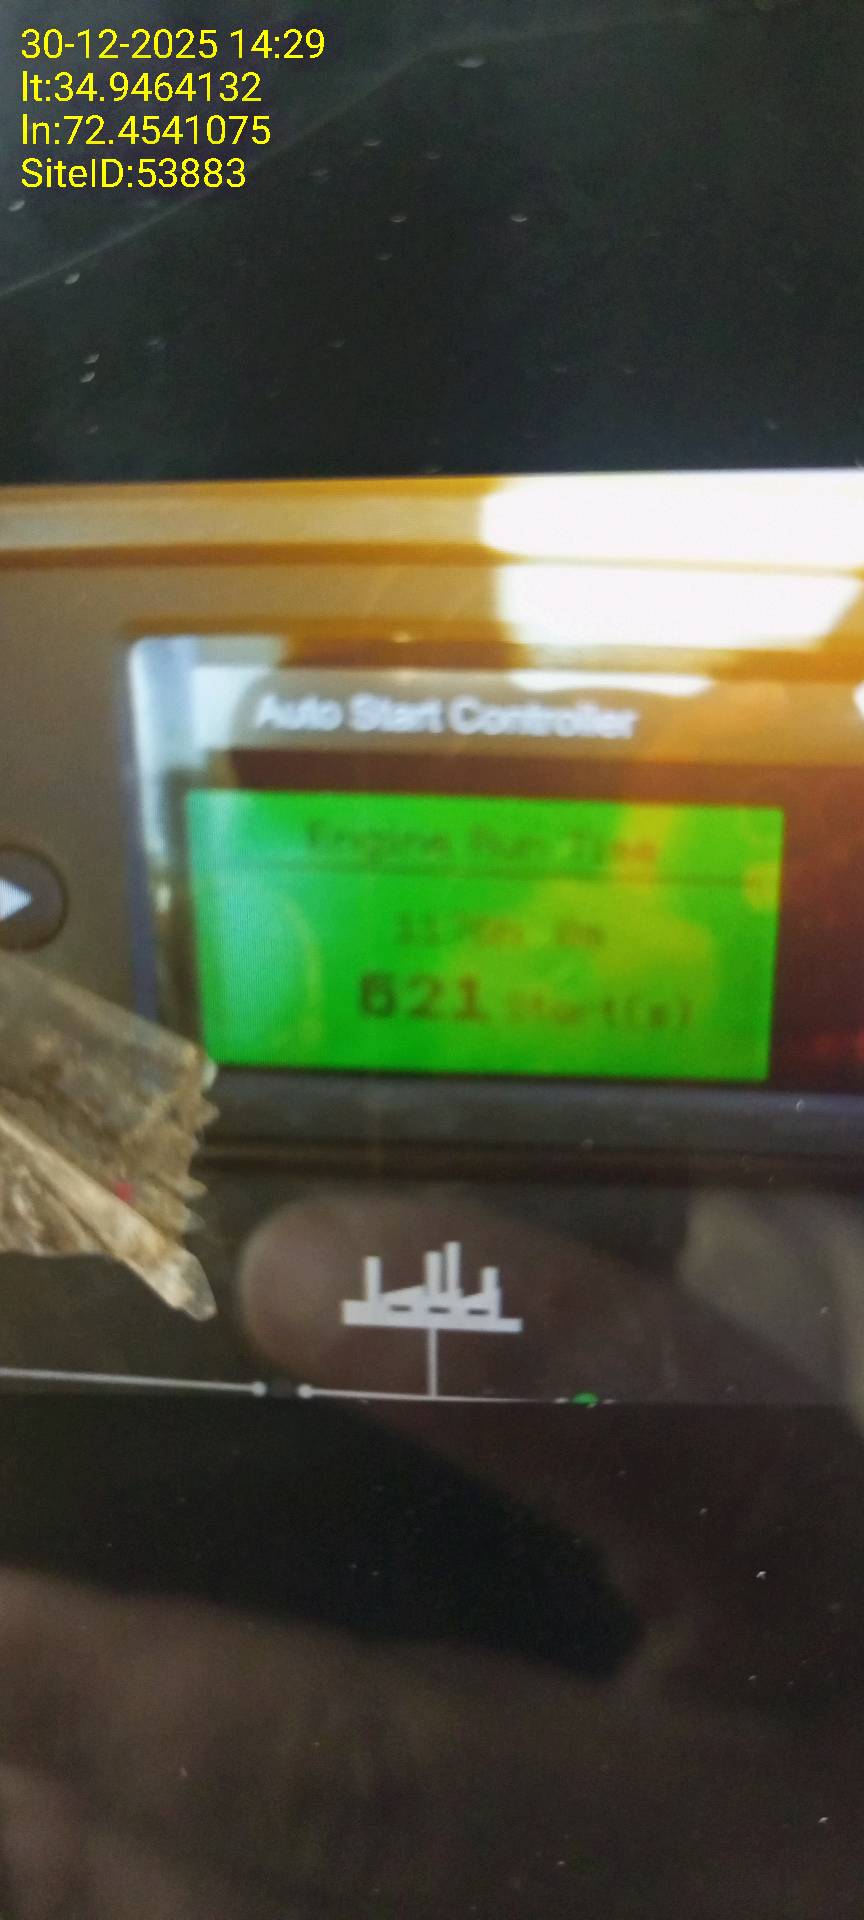 30-12-2025 14:29
lt:34.9464132
ln:72.4541075
SiteID:53883
Auto Start Controller
Engine Run Time
621 Start(s)